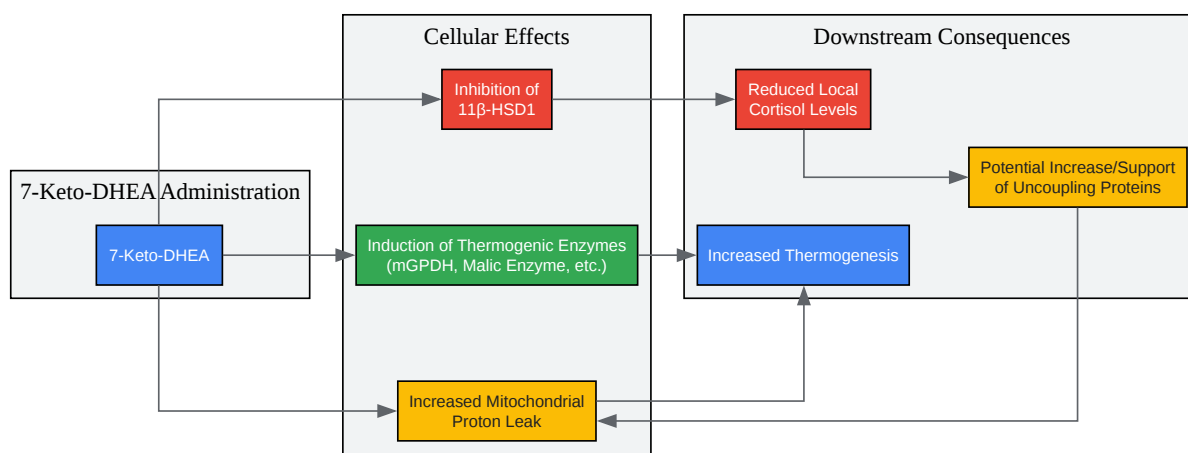 7-Keto-DHEA Administration
7-Keto-DHEA
Cellular Effects
Inhibition of
11β-HSD1
Induction of Thermogenic Enzymes
(mGPDH, Malic Enzyme, etc.)
Increased Mitochondrial
Proton Leak
Downstream Consequences
Reduced Local
Cortisol Levels
Potential Increase/Support
of Uncoupling Proteins
Increased Thermogenesis